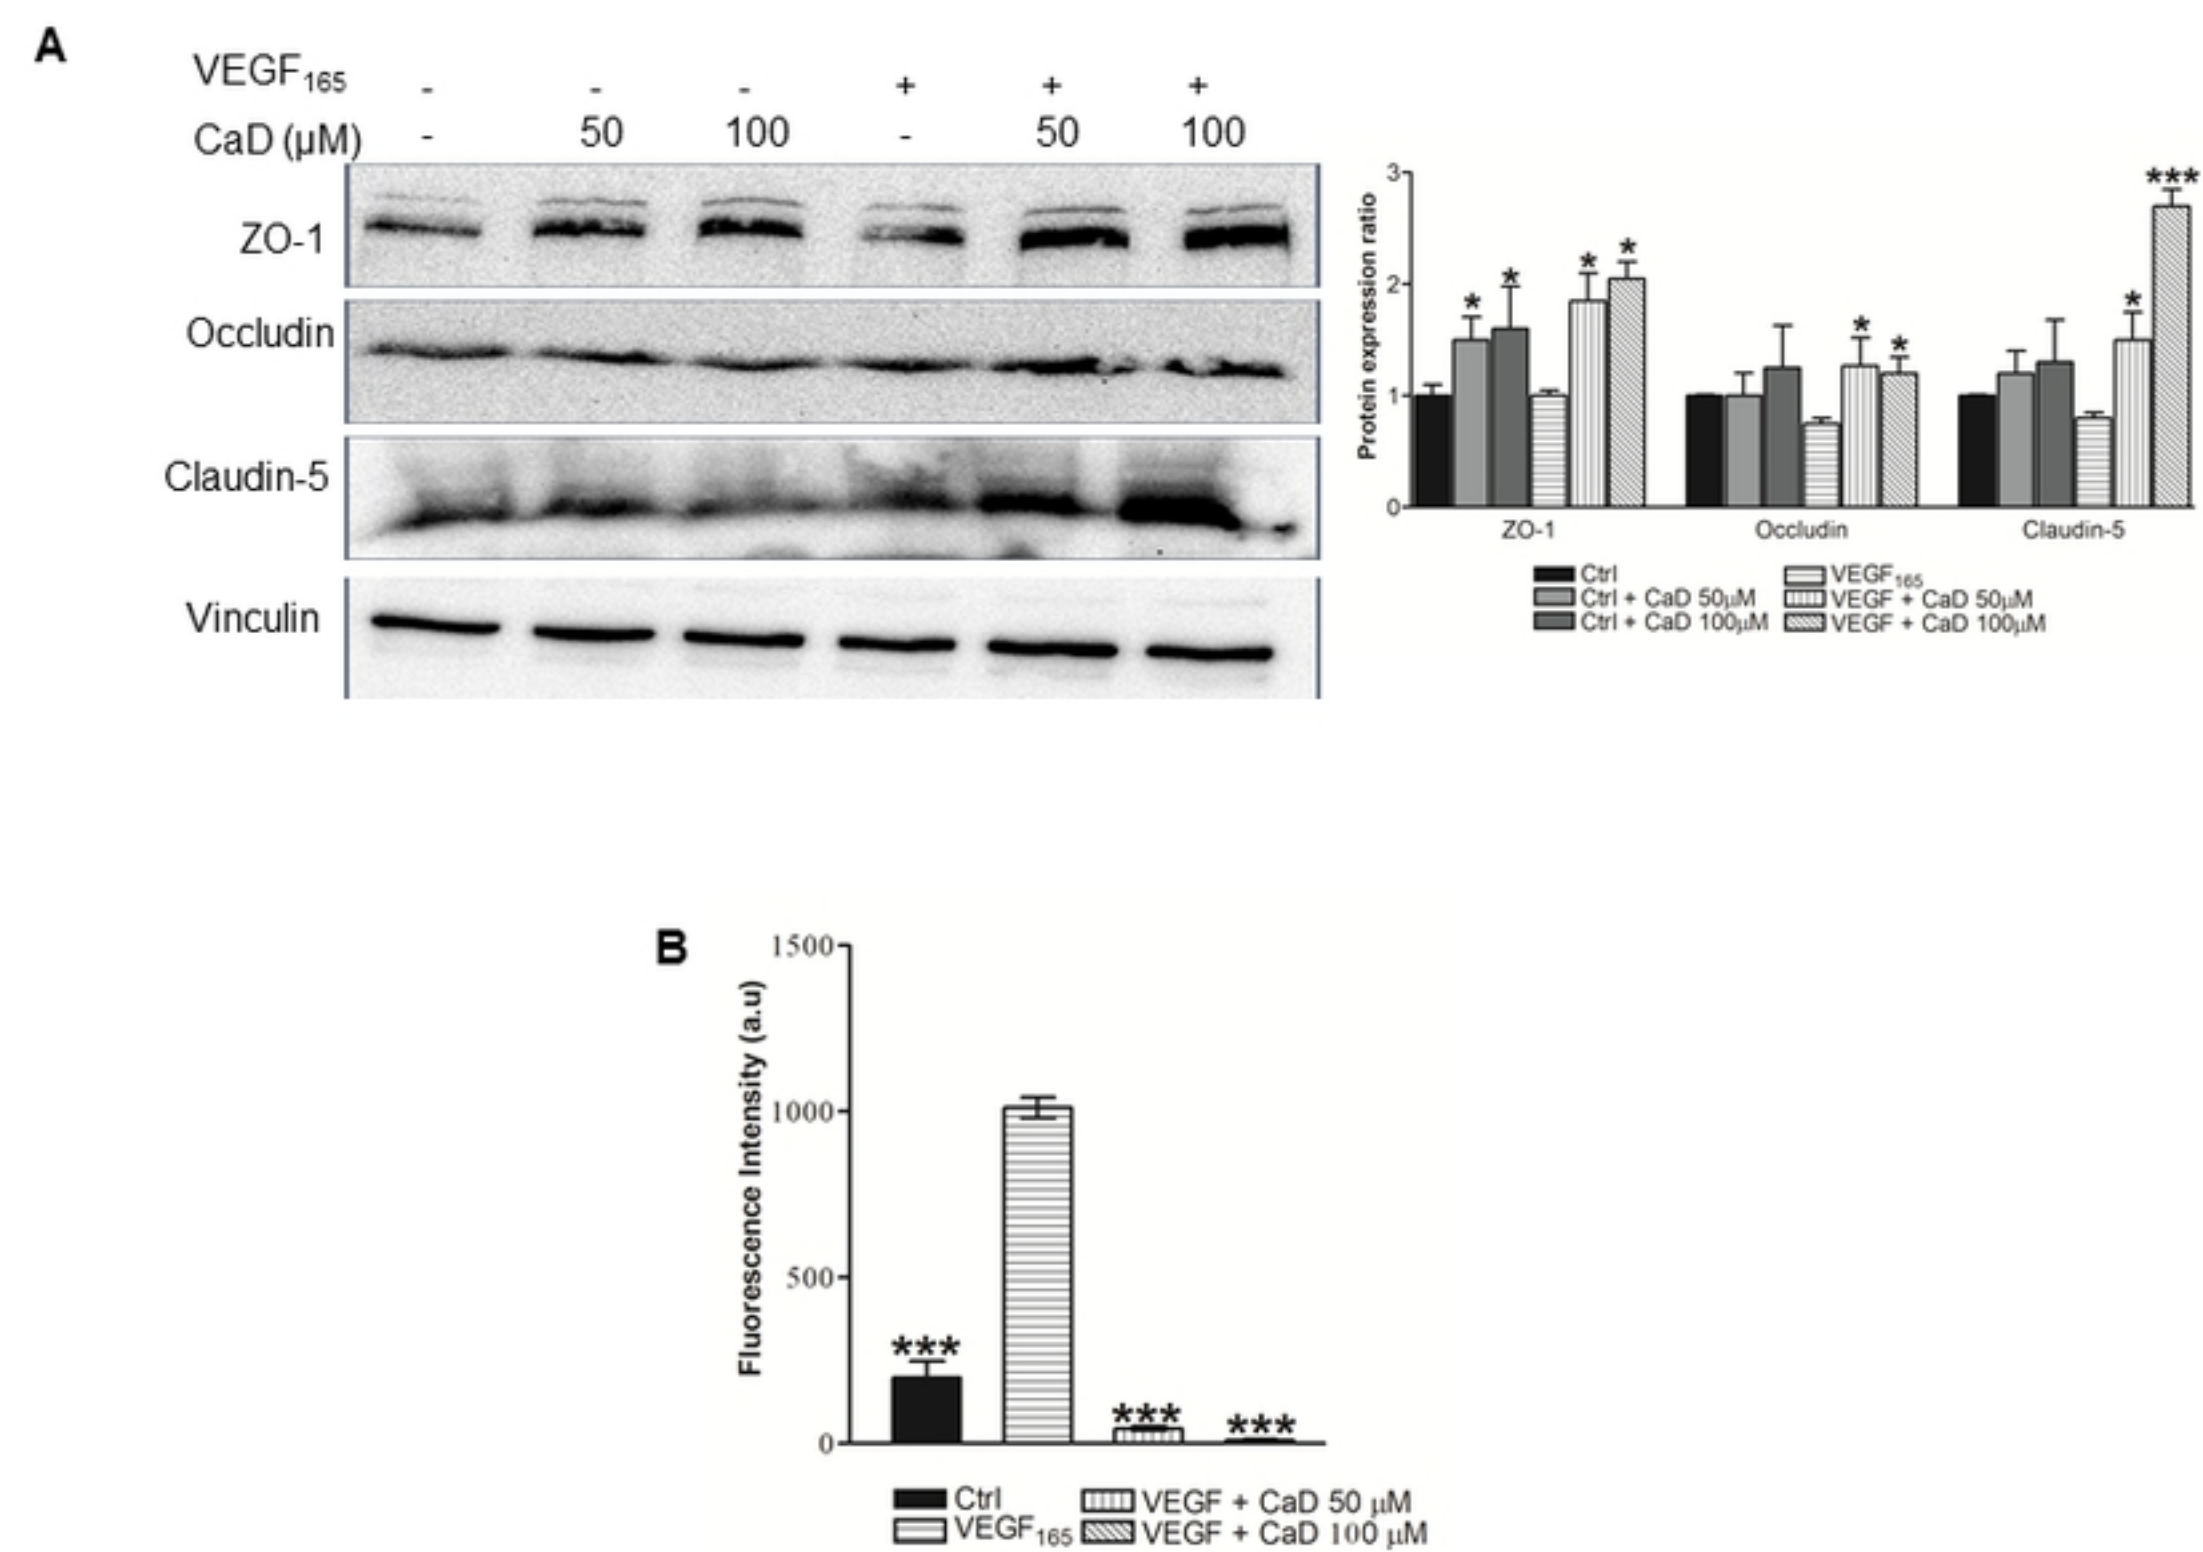 A
VEGF165 - - - + + +
CaD (µM) - 50 100 - 50 100
ZO-1
Occludin
Claudin-5
Vinculin
Protein expression ratio
3
2
1
0
* * * * * * * ***
ZO-1 Occludin Claudin-5
Ctrl VEGF165
Ctrl + CaD 50µM VEGF + CaD 50µM
Ctrl + CaD 100µM VEGF + CaD 100µM
B
Fluorescence Intensity (a.u)
1500
1000
500
0
*** *** ***
Ctrl VEGF + CaD 50 µM
VEGF165 VEGF + CaD 100 µM